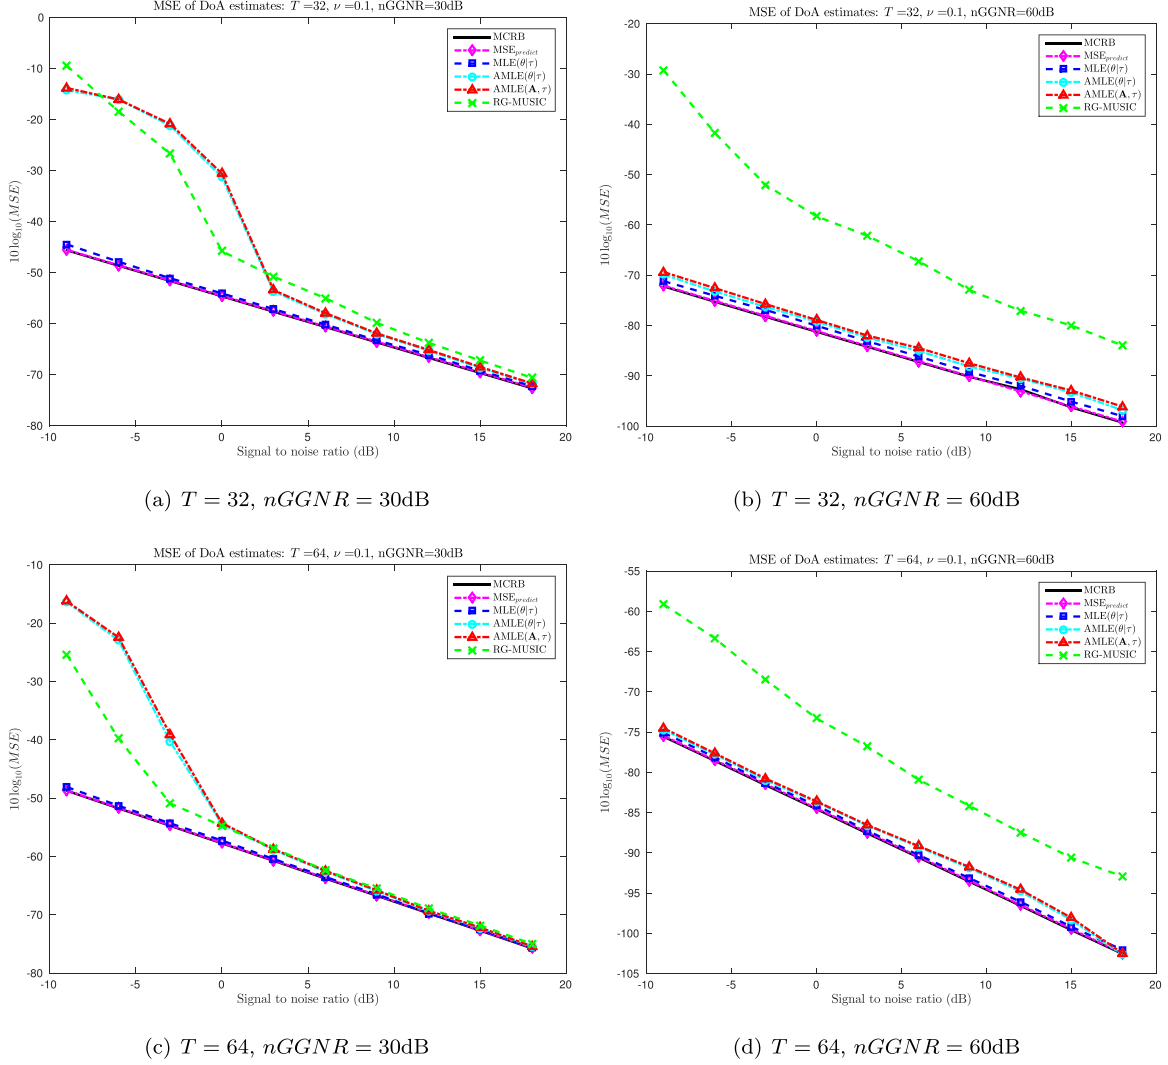 MSE of DoA estimates: T =32, ν =0.1, nGGNR=30dB
0
-10
-20
-30
-40
-50
-60
-70
-80
10 log₁₀(MSE)
-10
-5
0
5
10
15
20
Signal to noise ratio (dB)
MCRB
MSEpredict
MLE(θ|τ)
AMLE(θ|τ)
AMLE(A, τ)
RG-MUSIC
(a) T = 32, nGGNR = 30dB
MSE of DoA estimates: T =32, ν =0.1, nGGNR=60dB
-20
-30
-40
-50
-60
-70
-80
-90
-100
10 log₁₀(MSE)
-10
-5
0
5
10
15
20
Signal to noise ratio (dB)
MCRB
MSEpredict
MLE(θ|τ)
AMLE(θ|τ)
AMLE(A, τ)
RG-MUSIC
(b) T = 32, nGGNR = 60dB
MSE of DoA estimates: T =64, ν =0.1, nGGNR=30dB
-10
-20
-30
-40
-50
-60
-70
-80
10 log₁₀(MSE)
-10
-5
0
5
10
15
20
Signal to noise ratio (dB)
MCRB
MSEpredict
MLE(θ|τ)
AMLE(θ|τ)
AMLE(A, τ)
RG-MUSIC
(c) T = 64, nGGNR = 30dB
MSE of DoA estimates: T =64, ν =0.1, nGGNR=60dB
-55
-60
-65
-70
-75
-80
-85
-90
-95
-100
-105
10 log₁₀(MSE)
-10
-5
0
5
10
15
20
Signal to noise ratio (dB)
MCRB
MSEpredict
MLE(θ|τ)
AMLE(θ|τ)
AMLE(A, τ)
RG-MUSIC
(d) T = 64, nGGNR = 60dB